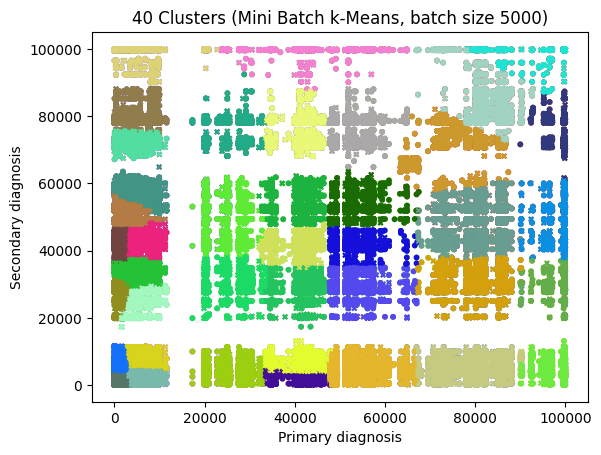 40 Clusters (Mini Batch k-Means, batch size 5000)
100000
80000
60000
40000
20000
0
Secondary diagnosis
0 20000 40000 60000 80000 100000
Primary diagnosis